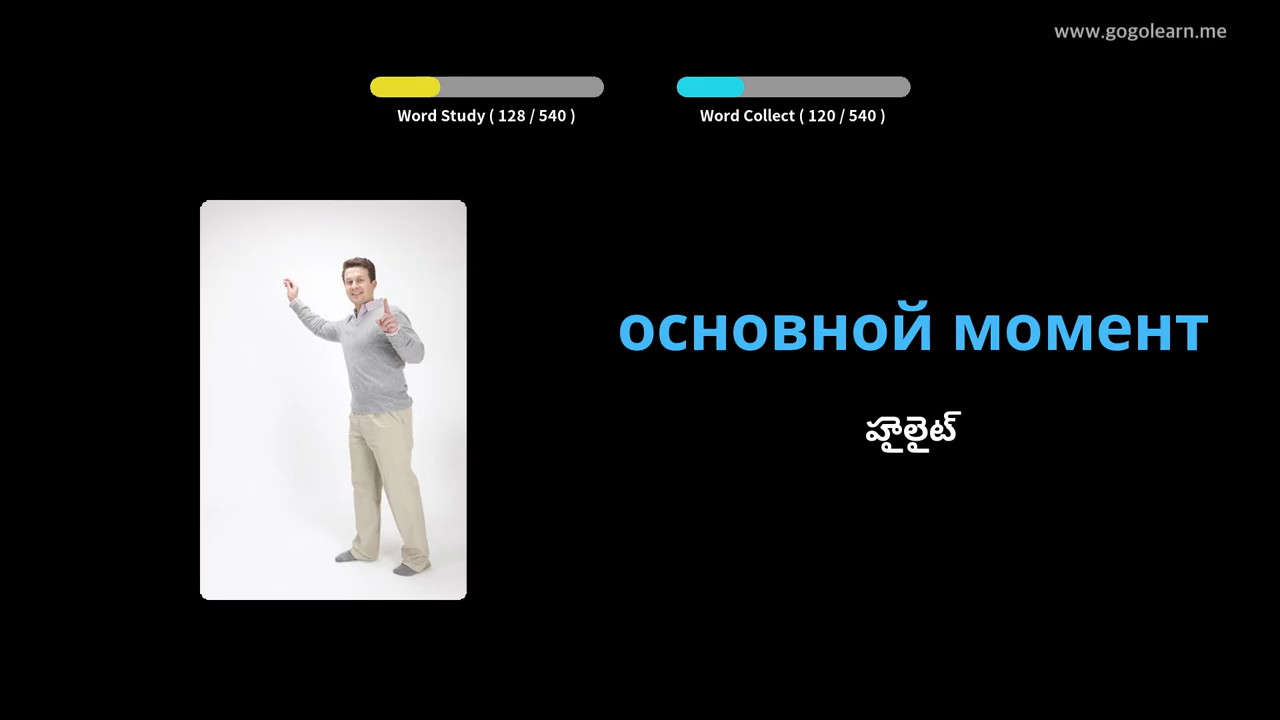 www.gogolearn.me
Word Study ( 128 / 540 )
Word Collect ( 120 / 540 )
основной момент
హైలైట్